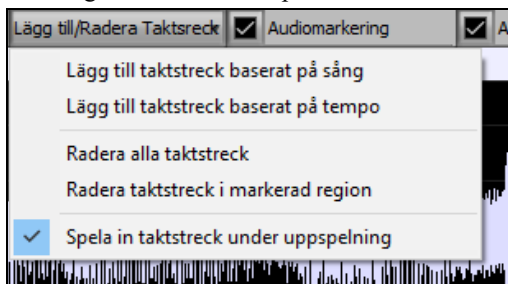 Lägg till/Radera Taktsreck Audiomarkering A
Lägg till taktstreck baserat på sång
Lägg till taktstreck baserat på tempo
Radera alla taktstreck
Radera taktstreck i markerad region
Spela in taktstreck under uppspelning